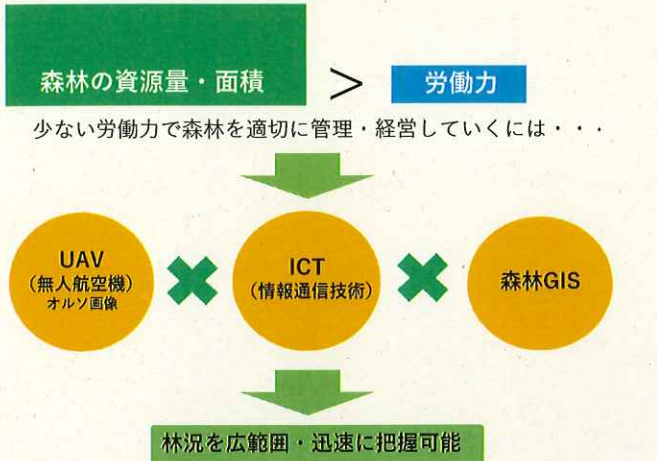 森林の資源量・面積 > 労働力
少ない労働力で森林を適切に管理・経営していくには・・・
UAV
(無人航空機)
オルソ画像
ICT
(情報通信技術)
森林GIS
林況を広範囲・迅速に把握可能